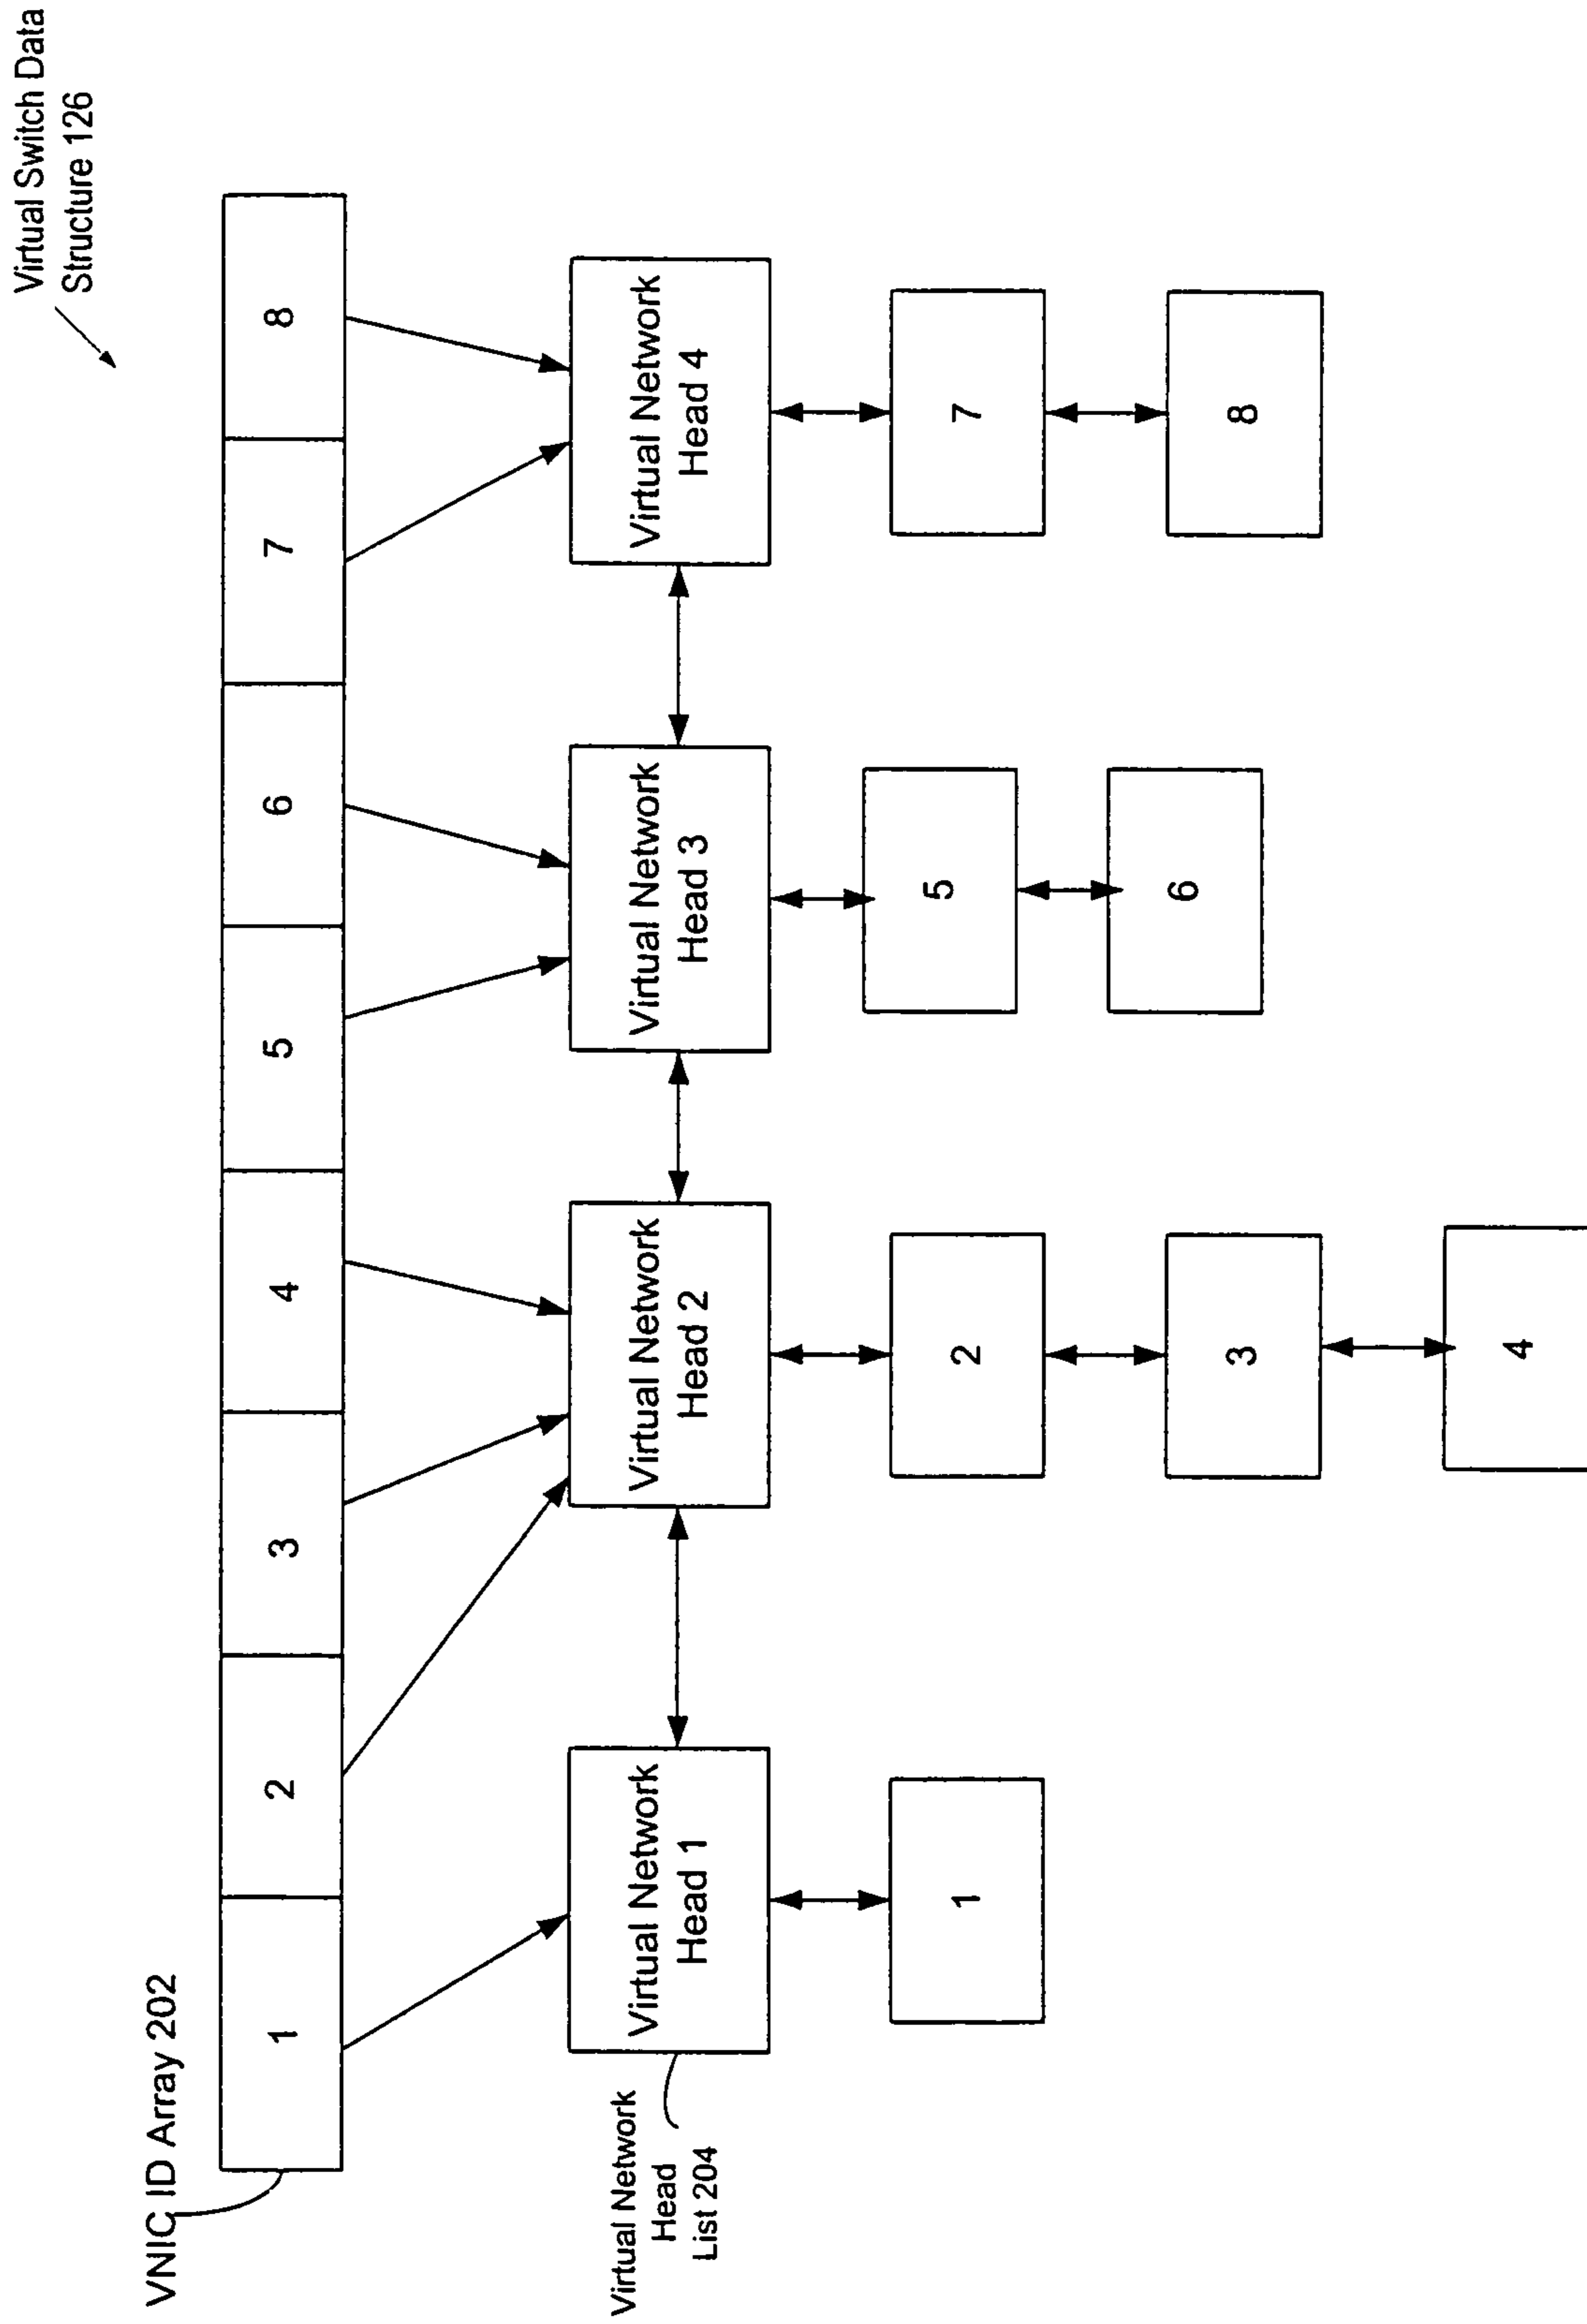 Virtual Switch Data
Structure 126
VNIC ID Array 202
1
2
3
4
5
6
7
8
Virtual Network
Head
List 204
Virtual Network
Head 1
Virtual Network
Head 2
Virtual Network
Head 3
Virtual Network
Head 4
1
2
3
4
5
6
7
8